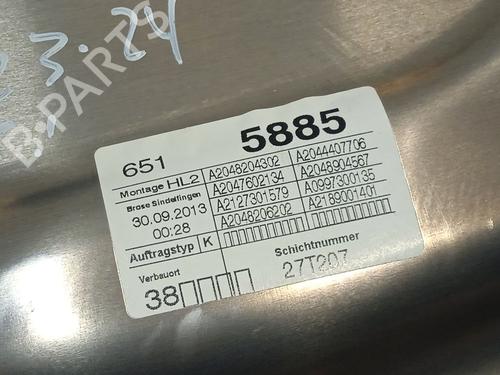 23.24
B-PARTS
651
5885
Montage HL2
A2048204302
A2044407706
Brose Sindelfingen
A2047602134
A2048904567
30.09.2013
A2127301579
A0997300135
00:28
A2048206202
A2189001401
Auftragstyp
K
Verbauort
Schichtnummer
38
27T207